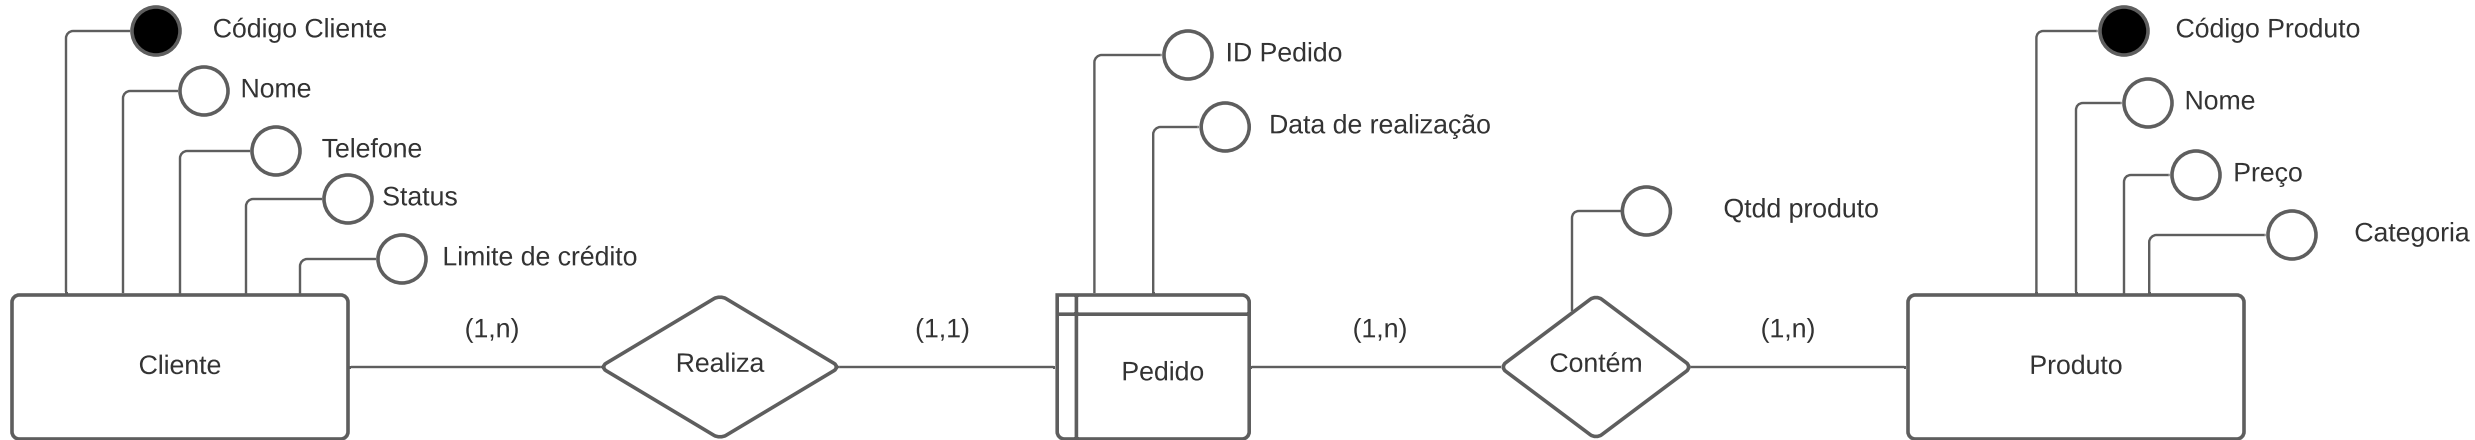 Código Cliente
Nome
Telefone
Status
Limite de crédito
Cliente
(1,n)
Realiza
(1,1)
ID Pedido
Data de realização
Pedido
(1,n)
Qtdd produto
Contém
(1,n)
Código Produto
Nome
Preço
Categoria
Produto